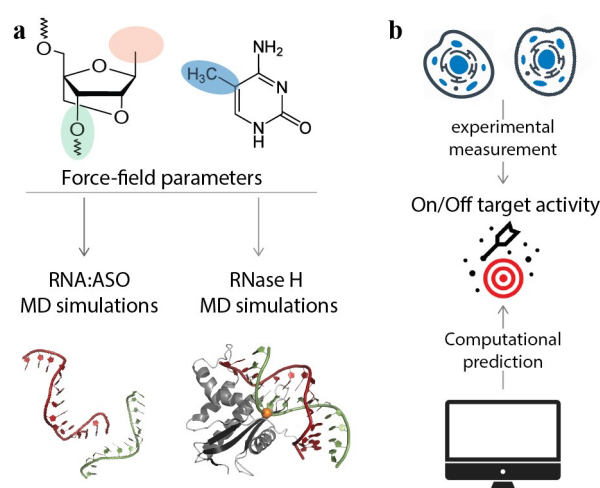 a
b
O
O
O
O
H₃C
NH₂
N
N
H
O
Force-field parameters
RNA:ASO
MD simulations
RNase H
MD simulations
experimental
measurement
On/Off target activity
Computational
prediction